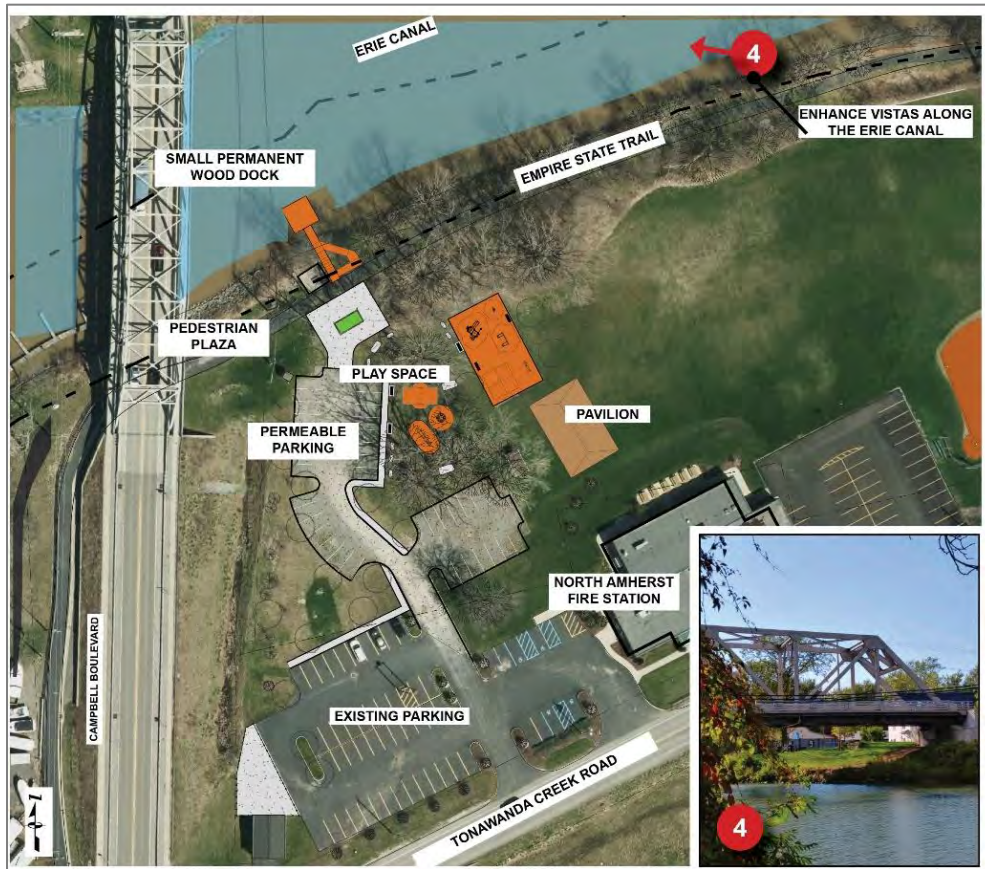 ERIE CANAL
4
ENHANCE VISTAS ALONG
THE ERIE CANAL
SMALL PERMANENT
WOOD DOCK
EMPIRE STATE TRAIL
PEDESTRIAN
PLAZA
PLAY SPACE
PAVILION
PERMEABLE
PARKING
NORTH AMHERST
FIRE STATION
CAMPBELL BOULEVARD
EXISTING PARKING
TONAWANDA CREEK ROAD
N
4